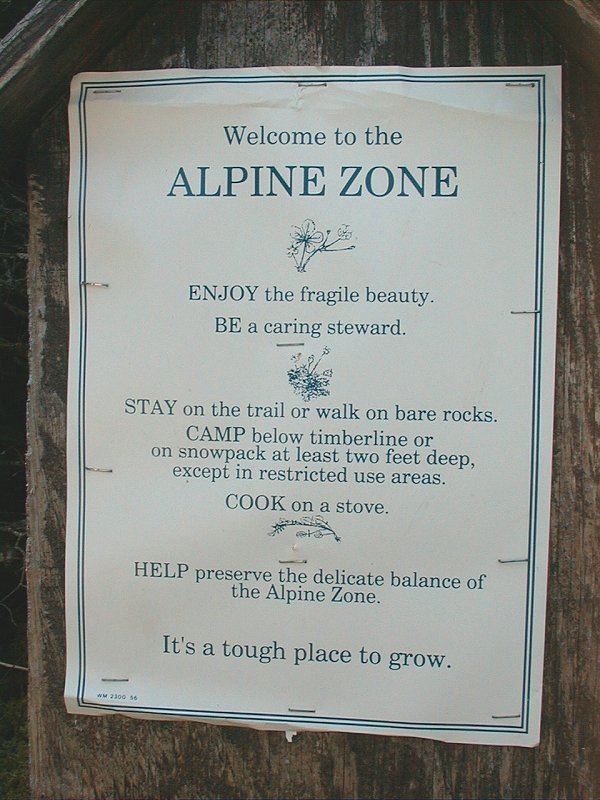 Welcome to the
ALPINE ZONE
ENJOY the fragile beauty.
BE a caring steward.
STAY on the trail or walk on bare rocks.
CAMP below timberline or
on snowpack at least two feet deep,
except in restricted use areas.
COOK on a stove.
HELP preserve the delicate balance of
the Alpine Zone.
It's a tough place to grow.
WM 2300 56